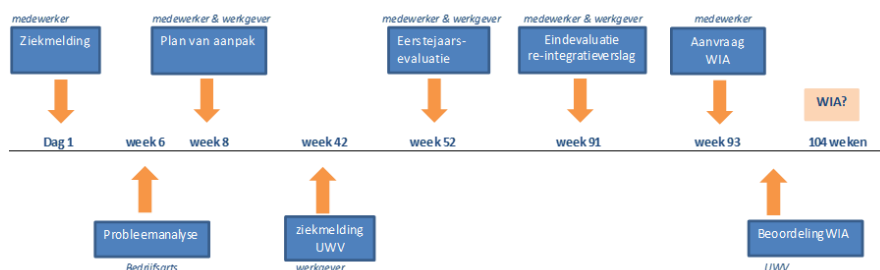 medewerker
Ziekmelding
medewerker & werkgever
Plan van aanpak
medewerker & werkgever
Eerstejaars-
evaluatie
medewerker & werkgever
Eindevaluatie
re-integratieverslag
medewerker
Aanvraag
WIA
WIA?
Dag 1
week 6
week 8
week 42
week 52
week 91
week 93
104 weken
Probleemanalyse
Bedrijfsarts
ziekmelding
UWV
werkgever
Beoordeling WIA
UWV